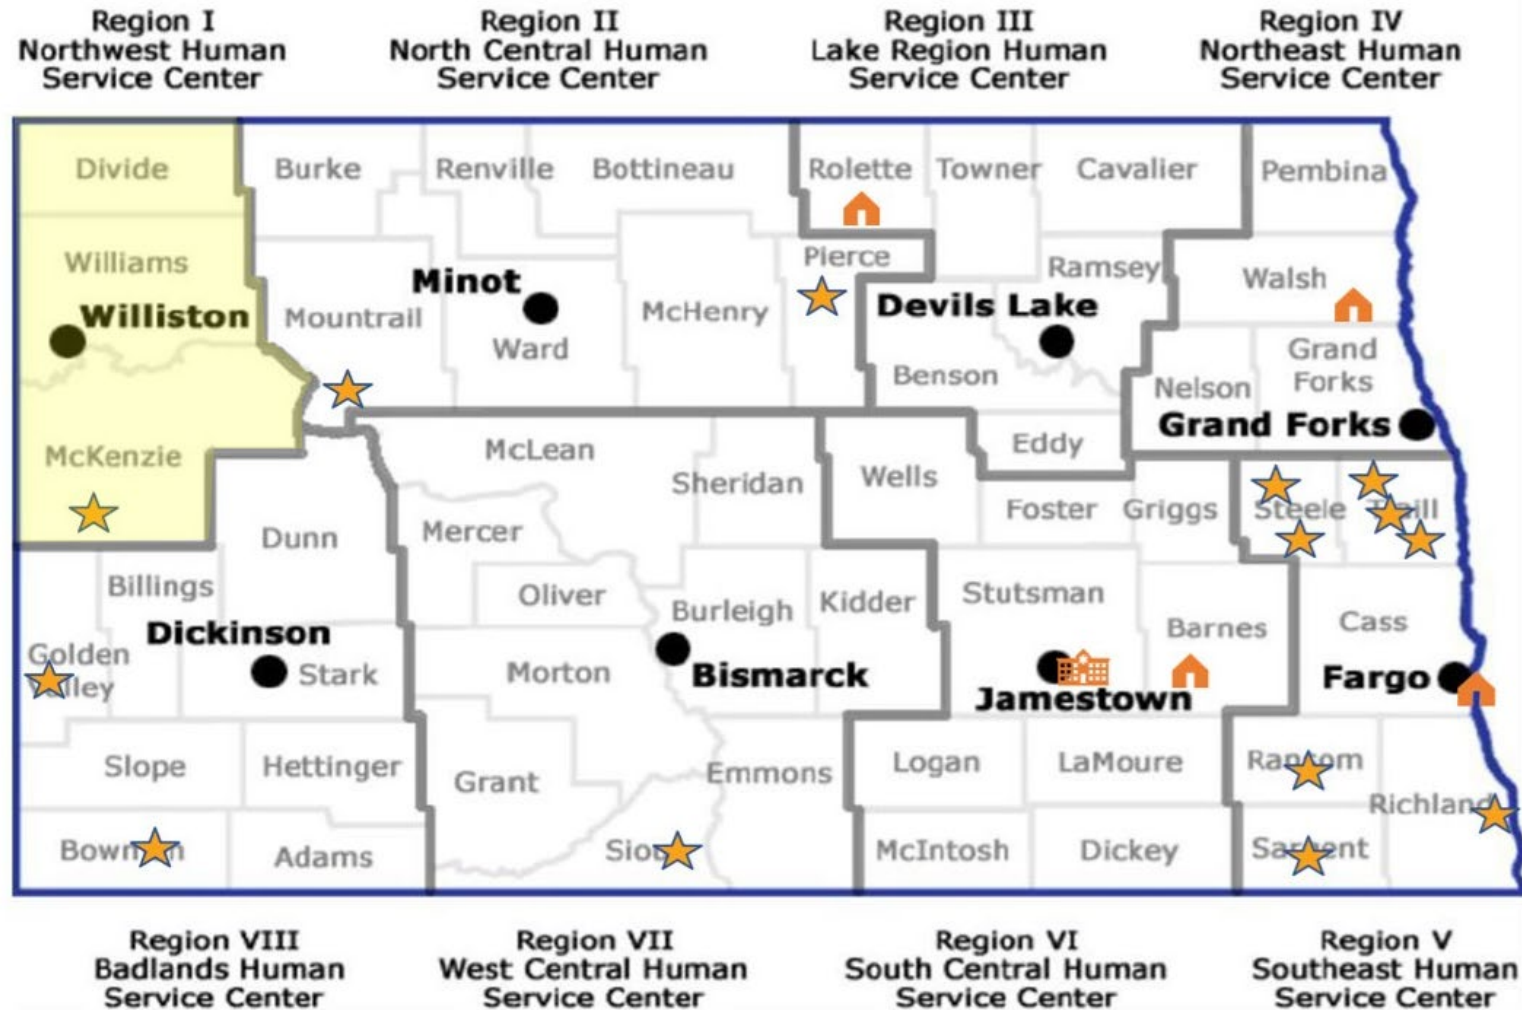 Region I
Northwest Human
Service Center
Region II
North Central Human
Service Center
Region III
Lake Region Human
Service Center
Region IV
Northeast Human
Service Center
Divide
Burke
Renville
Bottineau
Rolette
Towner
Cavalier
Pembina
Williams
Pierce
Ramsey
Walsh
Minot
Williston
Mountrail
McHenry
Devils Lake
Ward
Benson
Nelson
Grand
Forks
Grand Forks
McKenzie
McLean
Sheridan
Wells
Eddy
Dunn
Mercer
Foster
Griggs
Steele
Billings
Oliver
Burleigh
Kidder
Stutsman
Barnes
Cass
Dickinson
Golden
Stark
Morton
Bismarck
Jamestown
Fargo
Slope
Hettinger
Grant
Emmons
Logan
LaMoure
Richland
Adams
McIntosh
Dickey
Region VIII
Badlands Human
Service Center
Region VII
West Central Human
Service Center
Region VI
South Central Human
Service Center
Region V
Southeast Human
Service Center